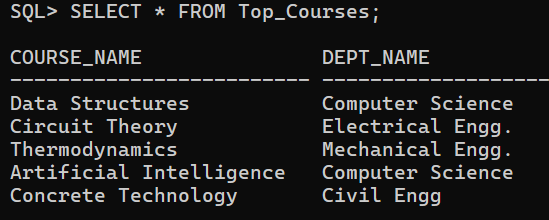 SQL> SELECT * FROM Top_Courses;
COURSE_NAME DEPT_NAME
-------------------------- --------------------
Data Structures Computer Science
Circuit Theory Electrical Engg.
Thermodynamics Mechanical Engg.
Artificial Intelligence Computer Science
Concrete Technology Civil Engg